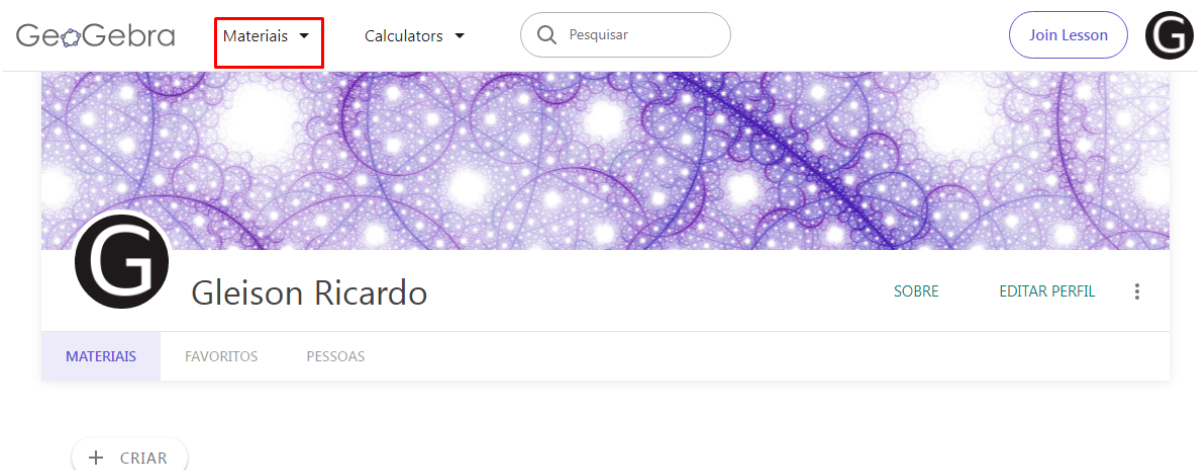 GeoGebra Materiais Calculators Pesquisar Join Lesson G
G
Gleison Ricardo SOBRE EDITAR PERFIL
MATERIAIS FAVORITOS PESSOAS
+ CRIAR